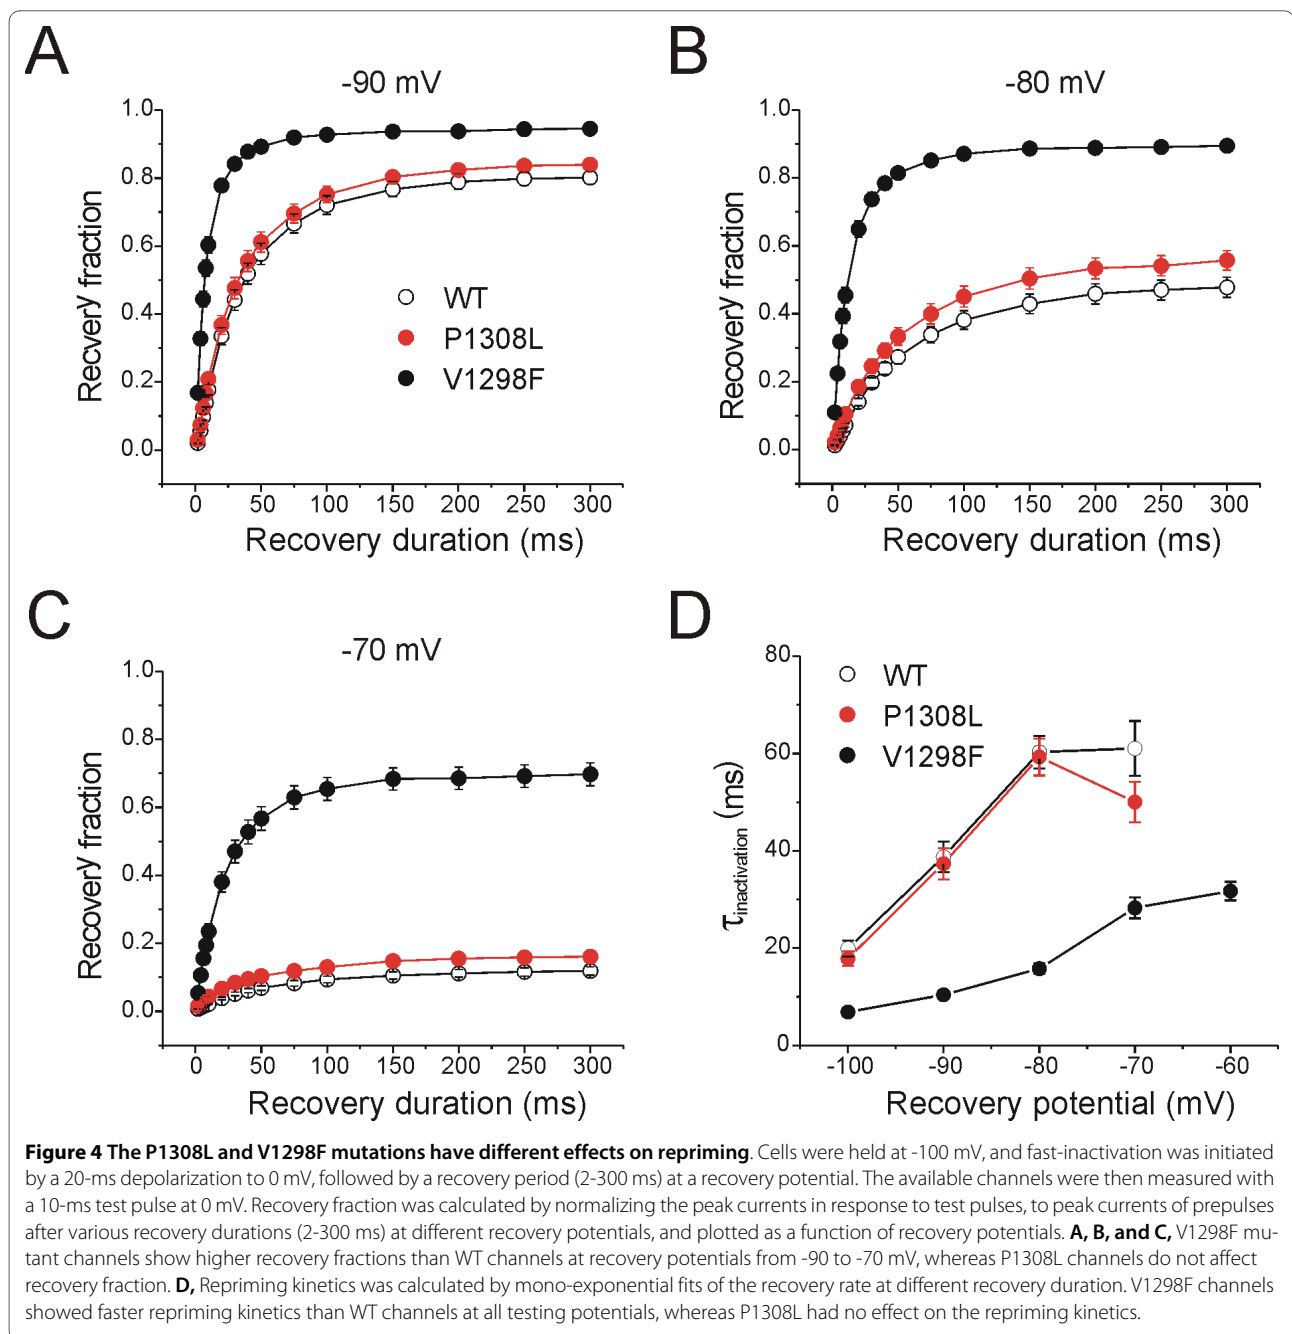 A
-90 mV
1.0
0.8
0.6
0.4
0.2
0.0
Recvery fraction
WT
P1308L
V1298F
0 50 100 150 200 250 300
Recovery duration (ms)
B
-80 mV
1.0
0.8
0.6
0.4
0.2
0.0
Recovery fraction
0 50 100 150 200 250 300
Recovery duration (ms)
C
-70 mV
1.0
0.8
0.6
0.4
0.2
0.0
Recovery fraction
0 50 100 150 200 250 300
Recovery duration (ms)
D
80
60
40
20
0
τinactivation (ms)
WT
P1308L
V1298F
-100 -90 -80 -70 -60
Recovery potential (mV)
Figure 4 The P1308L and V1298F mutations have different effects on repriming. Cells were held at -100 mV, and fast-inactivation was initiated
by a 20-ms depolarization to 0 mV, followed by a recovery period (2-300 ms) at a recovery potential. The available channels were then measured with
a 10-ms test pulse at 0 mV. Recovery fraction was calculated by normalizing the peak currents in response to test pulses, to peak currents of prepulses
after various recovery durations (2-300 ms) at different recovery potentials, and plotted as a function of recovery potentials. A, B, and C, V1298F mu-
tant channels show higher recovery fractions than WT channels at recovery potentials from -90 to -70 mV, whereas P1308L channels do not affect
recovery fraction. D, Repriming kinetics was calculated by mono-exponential fits of the recovery rate at different recovery duration. V1298F channels
showed faster repriming kinetics than WT channels at all testing potentials, whereas P1308L had no effect on the repriming kinetics.